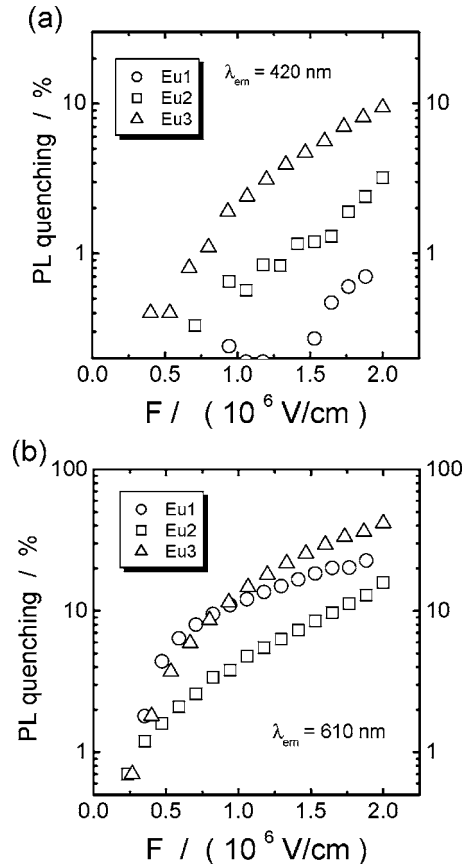 (a)
Eu1
Eu2
Eu3
λem = 420 nm
10
10
1
1
PL quenching / %
0.0 0.5 1.0 1.5 2.0
F / ( 10 6 V/cm)
(b)
100
100
Eu1
Eu2
Eu3
10
10
1
1
PL quenching / %
λem = 610 nm
0.0 0.5 1.0 1.5 2.0
F / ( 10 6 V/cm)